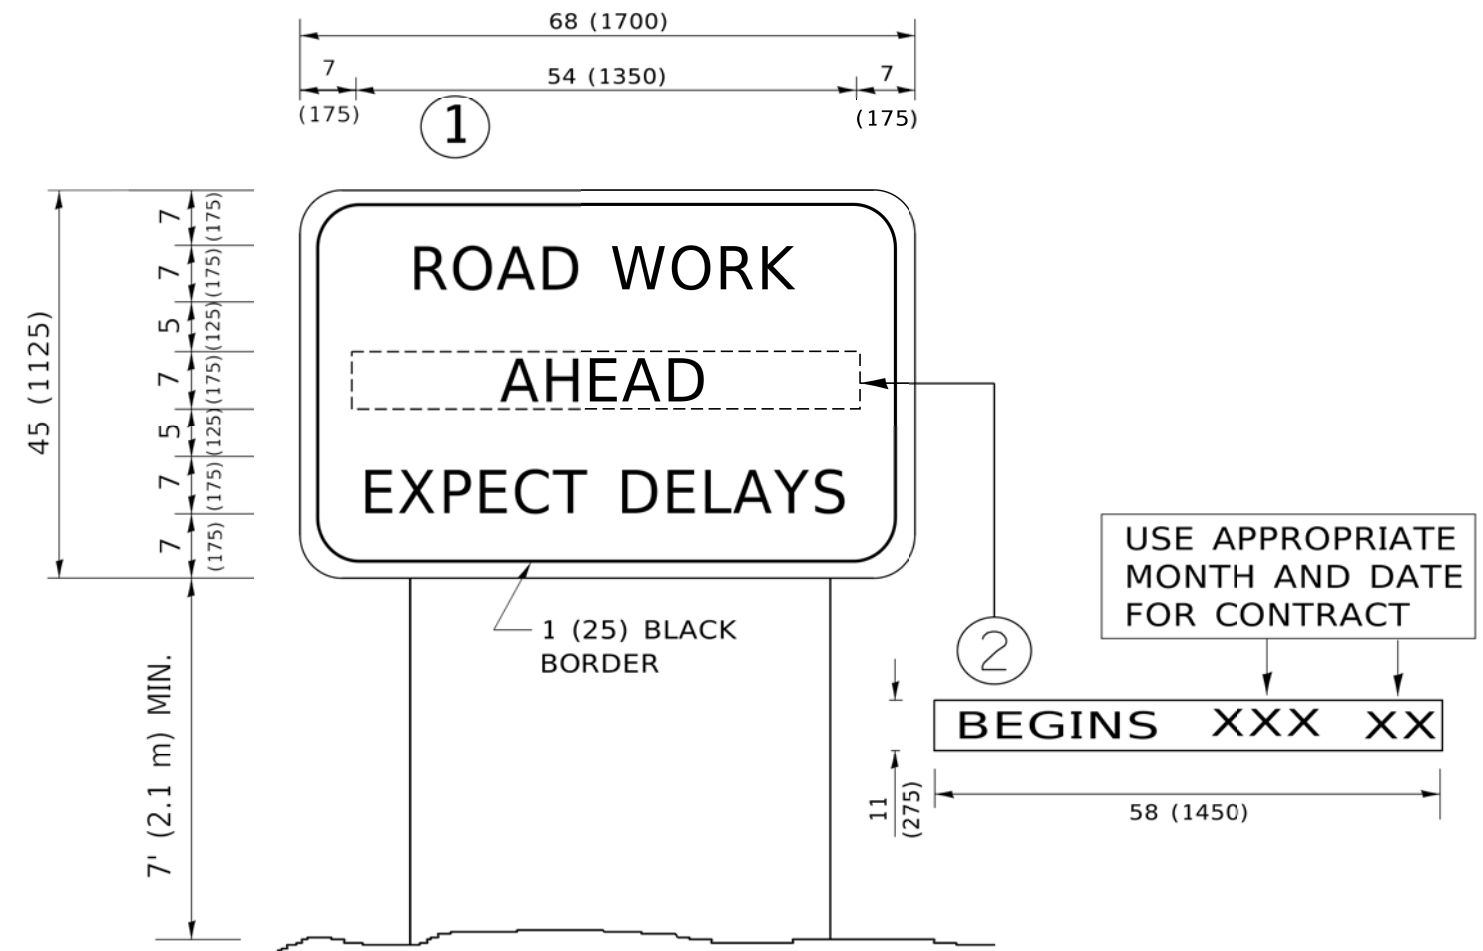 68 (1700)
7
54 (1350)
7
(175)
(175)
1
7
(175)
7
(175)
5
(125)
7
(175)
5
(125)
7
(175)
7
(175)
45 (1125)
ROAD WORK
AHEAD
EXPECT DELAYS
1 (25) BLACK
BORDER
7' (2.1 m) MIN.
2
USE APPROPRIATE
MONTH AND DATE
FOR CONTRACT
BEGINS XXX XX
11
(275)
58 (1450)